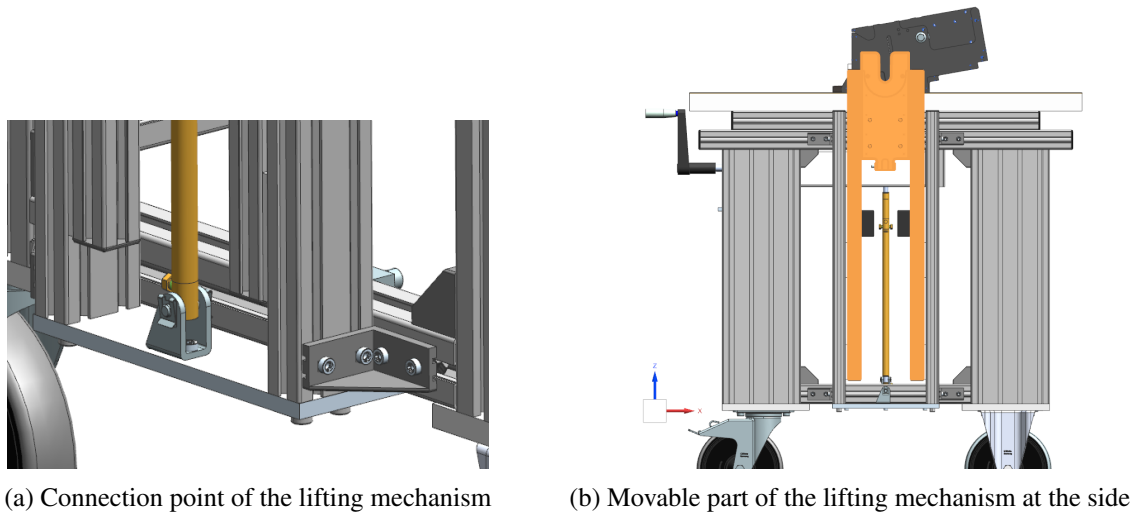 Z
X
(a) Connection point of the lifting mechanism
(b) Movable part of the lifting mechanism at the side